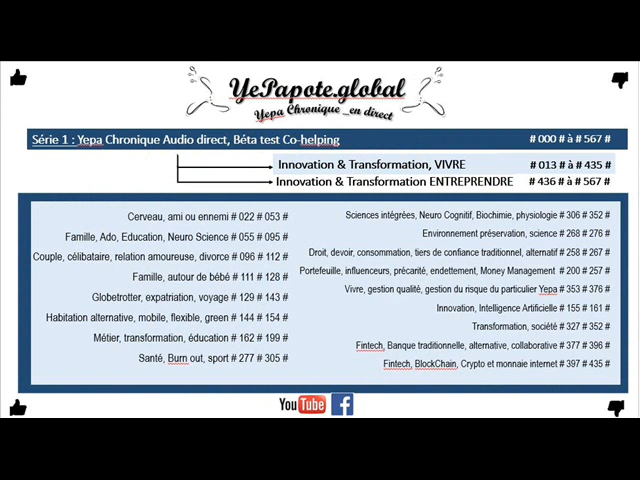 YePapote.global
Yepa Chronique _en direct
Série 1 : Yepa Chronique Audio direct, Béta test Co-helping # 000 # à # 567 #
Innovation & Transformation, VIVRE # 013 # à # 435 #
Innovation & Transformation ENTREPRENDRE # 436 # à # 567 #
Cerveau, ami ou ennemi # 022 # 053 #
Famille, Ado, Education, Neuro Science # 055 # 095 #
Couple, célibataire, relation amoureuse, divorce # 096 # 112 #
Famille, autour de bébé # 111 # 128 #
Globetrotter, expatriation, voyage # 129 # 143 #
Habitation alternative, mobile, flexible, green # 144 # 154 #
Métier, transformation, éducation # 162 # 199 #
Santé, Burn out, sport # 277 # 305 #
Sciences intégrées, Neuro Cognitif, Biochimie, physiologie # 306 # 352 #
Environnement préservation, science # 268 # 276 #
Droit, devoir, consommation, tiers de confiance traditionnel, alternatif # 258 # 267 #
Portefeuille, influenceurs, précarité, endettement, Money Management # 200 # 257 #
Vivre, gestion qualité, gestion du risque du particulier Yepa # 353 # 376 #
Innovation, Intelligence Artificielle # 155 # 161 #
Transformation, société # 327 # 352 #
Fintech, Banque traditionnelle, alternative, collaborative # 377 # 396 #
Fintech, BlockChain, Crypto et monnaie internet # 397 # 435 #
YouTube f